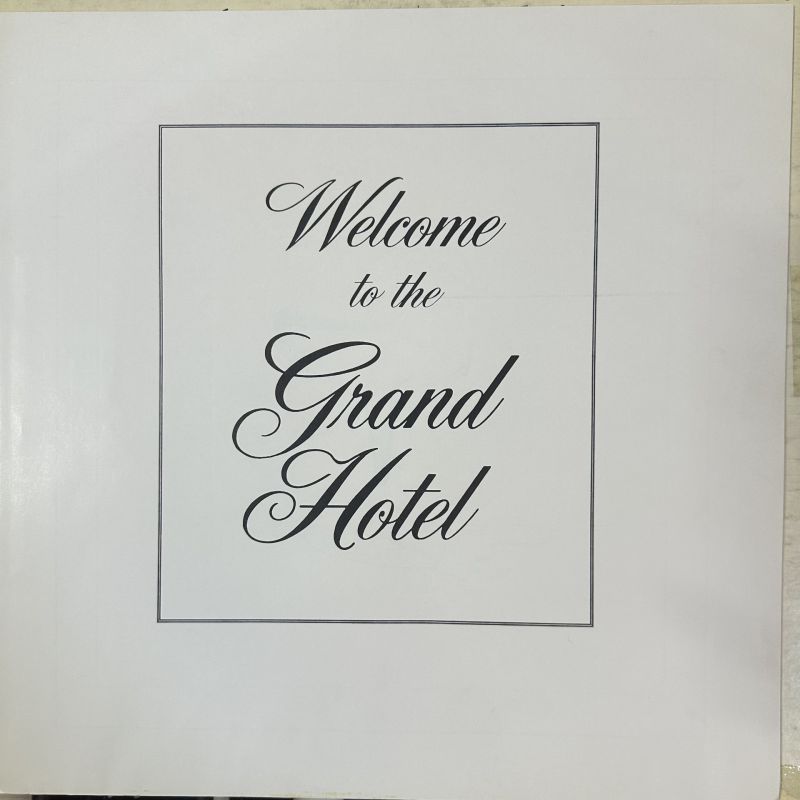 Welcome
to the
Grand
Hotel